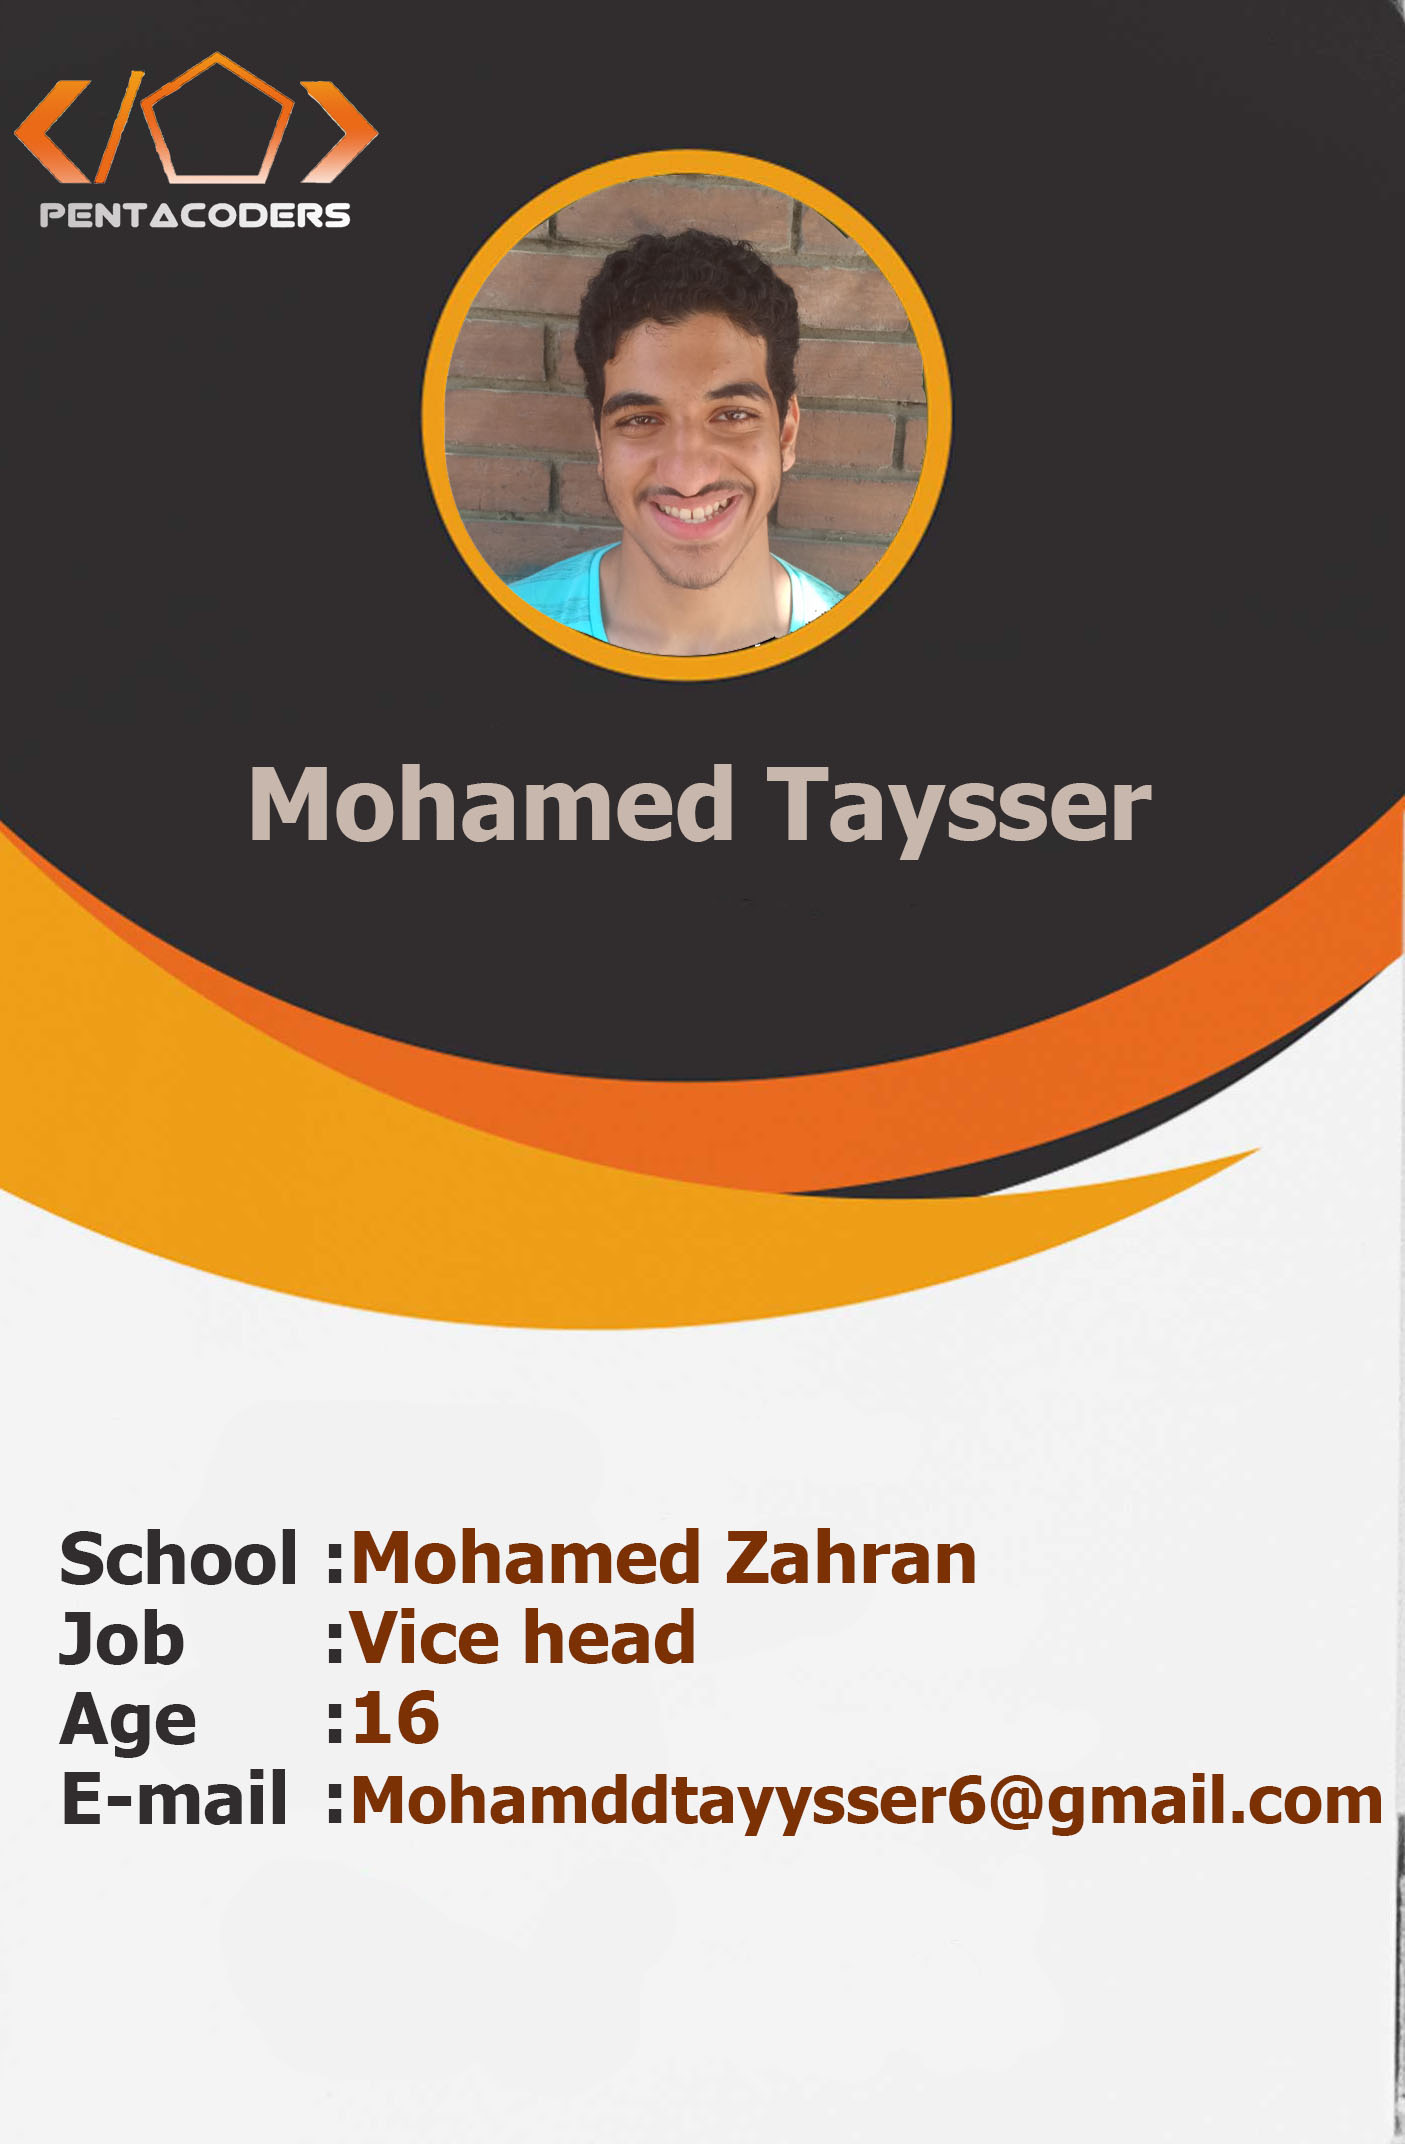 PENTACODERS
Mohamed Taysser
School :Mohamed Zahran
Job :Vice head
Age :16
E-mail :Mohamddtayysser6@gmail.com